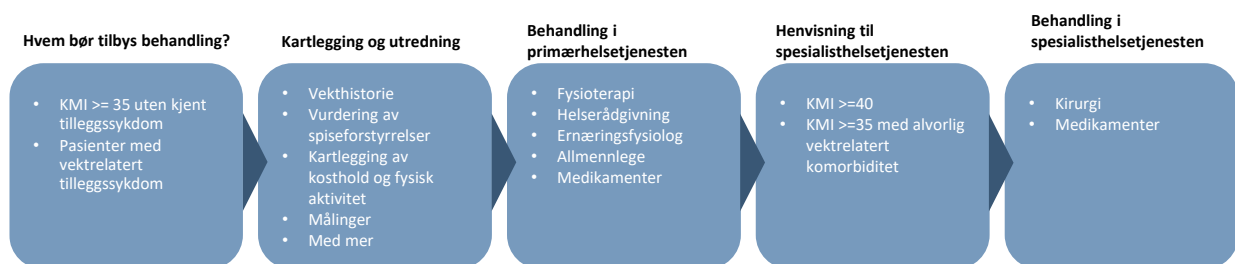 Hvem bør tilbys behandling?
• KMI >= 35 uten kjent
tilleggssykdom
• Pasienter med
vektrelatert
tilleggssykdom
Kartlegging og utredning
• Vekthistorie
• Vurdering av
spiseforstyrrelser
• Kartlegging av
kosthold og fysisk
aktivitet
• Målinger
• Med mer
Behandling i
primærhelsetjenesten
• Fysioterapi
• Helserådgivning
• Ernæringsfysiolog
• Allmennlege
• Medikamenter
Henvisning til
spesialisthelsetjenesten
• KMI >=40
• KMI >=35 med alvorlig
vektrelatert
komorbiditet
Behandling i
spesialisthelsetjenesten
• Kirurgi
• Medikamenter